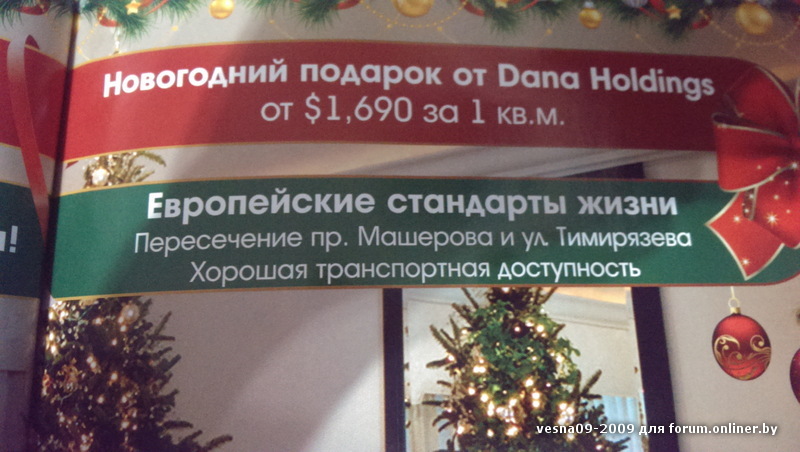 Новогодний подарок от Dana Holdings
от $1,690 за 1 кв.м.
Европейские стандарты жизни
Пересечение пр. Машерова и ул. Тимирязева
Хорошая транспортная доступность
vesna09-2009 для forum.onliner.by